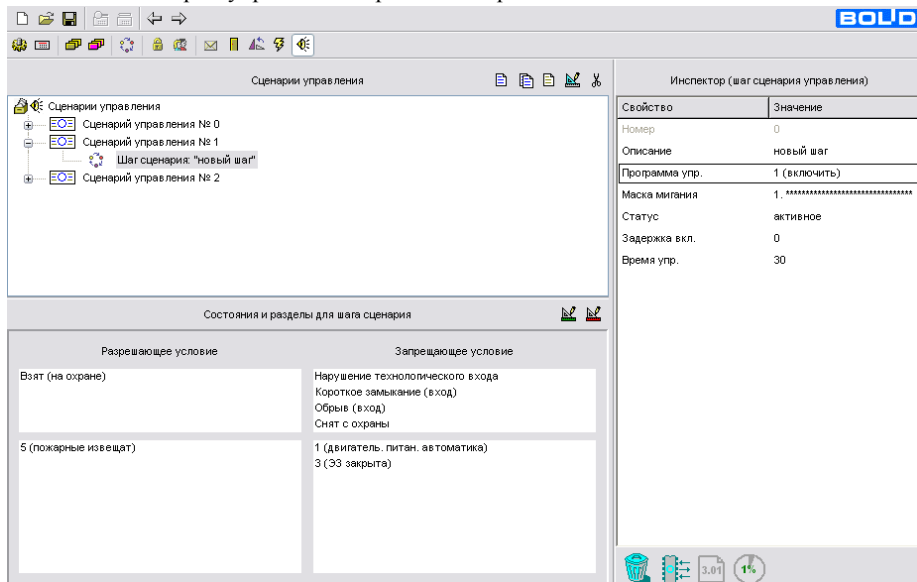 BOLID
Сценарии управления
Инспектор (шаг сценария управления)
Сценарии управления
Сценарий управления № 0
Сценарий управления № 1
Шаг сценария: "новый шаг"
Сценарий управления № 2
Свойство Значение
Номер 0
Описание новый шаг
Программа упр. 1 (включить)
Маска мигания 1. ********************************
Статус активное
Задержка вкл. 0
Время упр. 30
Состояния и разделы для шага сценария
Разрешающее условие Запрещающее условие
Взят (на охране)
Нарушение технологического входа
Короткое замыкание (вход)
Обрыв (вход)
Снят с охраны
5 (пожарные извещат)
1 (двигатель. питан. автоматика)
3 (ЭЗ закрыта)
3.01
1%